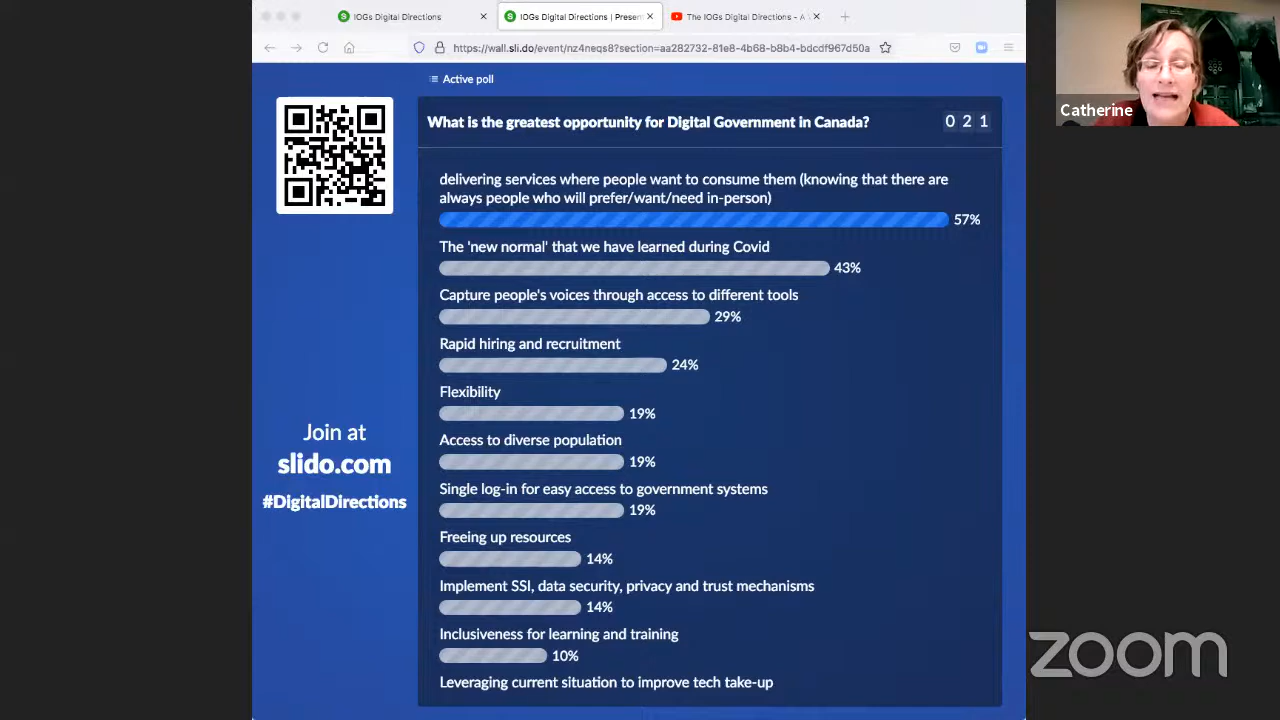 IOGs Digital Directions
IOGs Digital Directions | Presen
The IOGs Digital Directions - A
https://wall.sli.do/event/nz4neqs8?section=aa282732-81e8-4b68-b8b4-bdcdf967d50a
Active poll
What is the greatest opportunity for Digital Government in Canada?
021
delivering services where people want to consume them (knowing that there are
always people who will prefer/want/need in-person)
57%
The 'new normal' that we have learned during Covid
43%
Capture people's voices through access to different tools
29%
Rapid hiring and recruitment
24%
Flexibility
19%
Access to diverse population
19%
Single log-in for easy access to government systems
19%
Freeing up resources
14%
Implement SSI, data security, privacy and trust mechanisms
14%
Inclusiveness for learning and training
10%
Leveraging current situation to improve tech take-up
Join at
slido.com
#DigitalDirections
Catherine
zoom